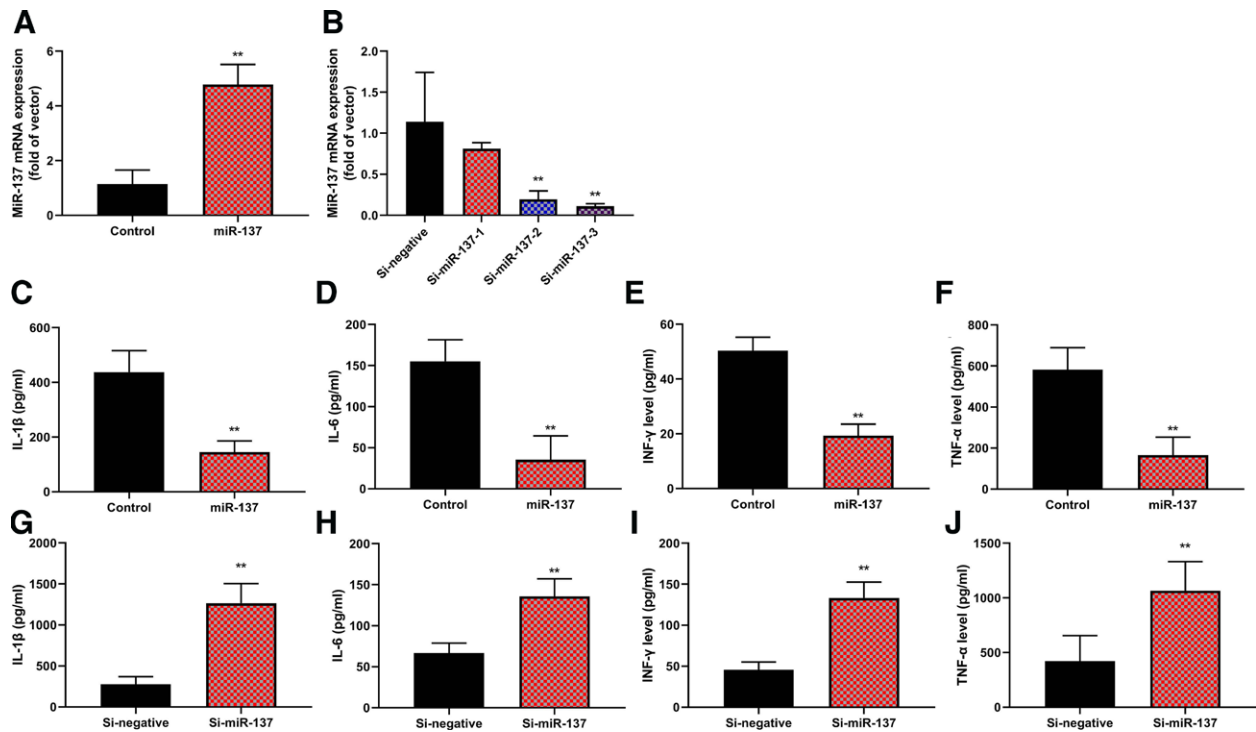 A
MiR-137 mRNA expression
(fold of vector)
6
4
2
0
**
Control
miR-137
B
MiR-137 mRNA expression
(fold of vector)
2.0
1.5
1.0
0.5
0.0
**
**
Si-negative
Si-miR-137-1
Si-miR-137-2
Si-miR-137-3
C
IL-1β (pg/ml)
600
400
200
0
**
Control
miR-137
D
IL-6 (pg/ml)
200
150
100
50
0
**
Control
miR-137
E
INF-γ level (pg/ml)
60
40
20
0
**
Control
miR-137
F
TNF-α level (pg/ml)
800
600
400
200
0
**
Control
miR-137
G
IL-1β (pg/ml)
2000
1500
1000
500
0
**
Si-negative
Si-miR-137
H
IL-6 (pg/ml)
200
150
100
50
0
**
Si-negative
Si-miR-137
I
INF-γ level (pg/ml)
200
150
100
50
0
**
Si-negative
Si-miR-137
J
TNF-α level (pg/ml)
1500
1000
500
0
**
Si-negative
Si-miR-137